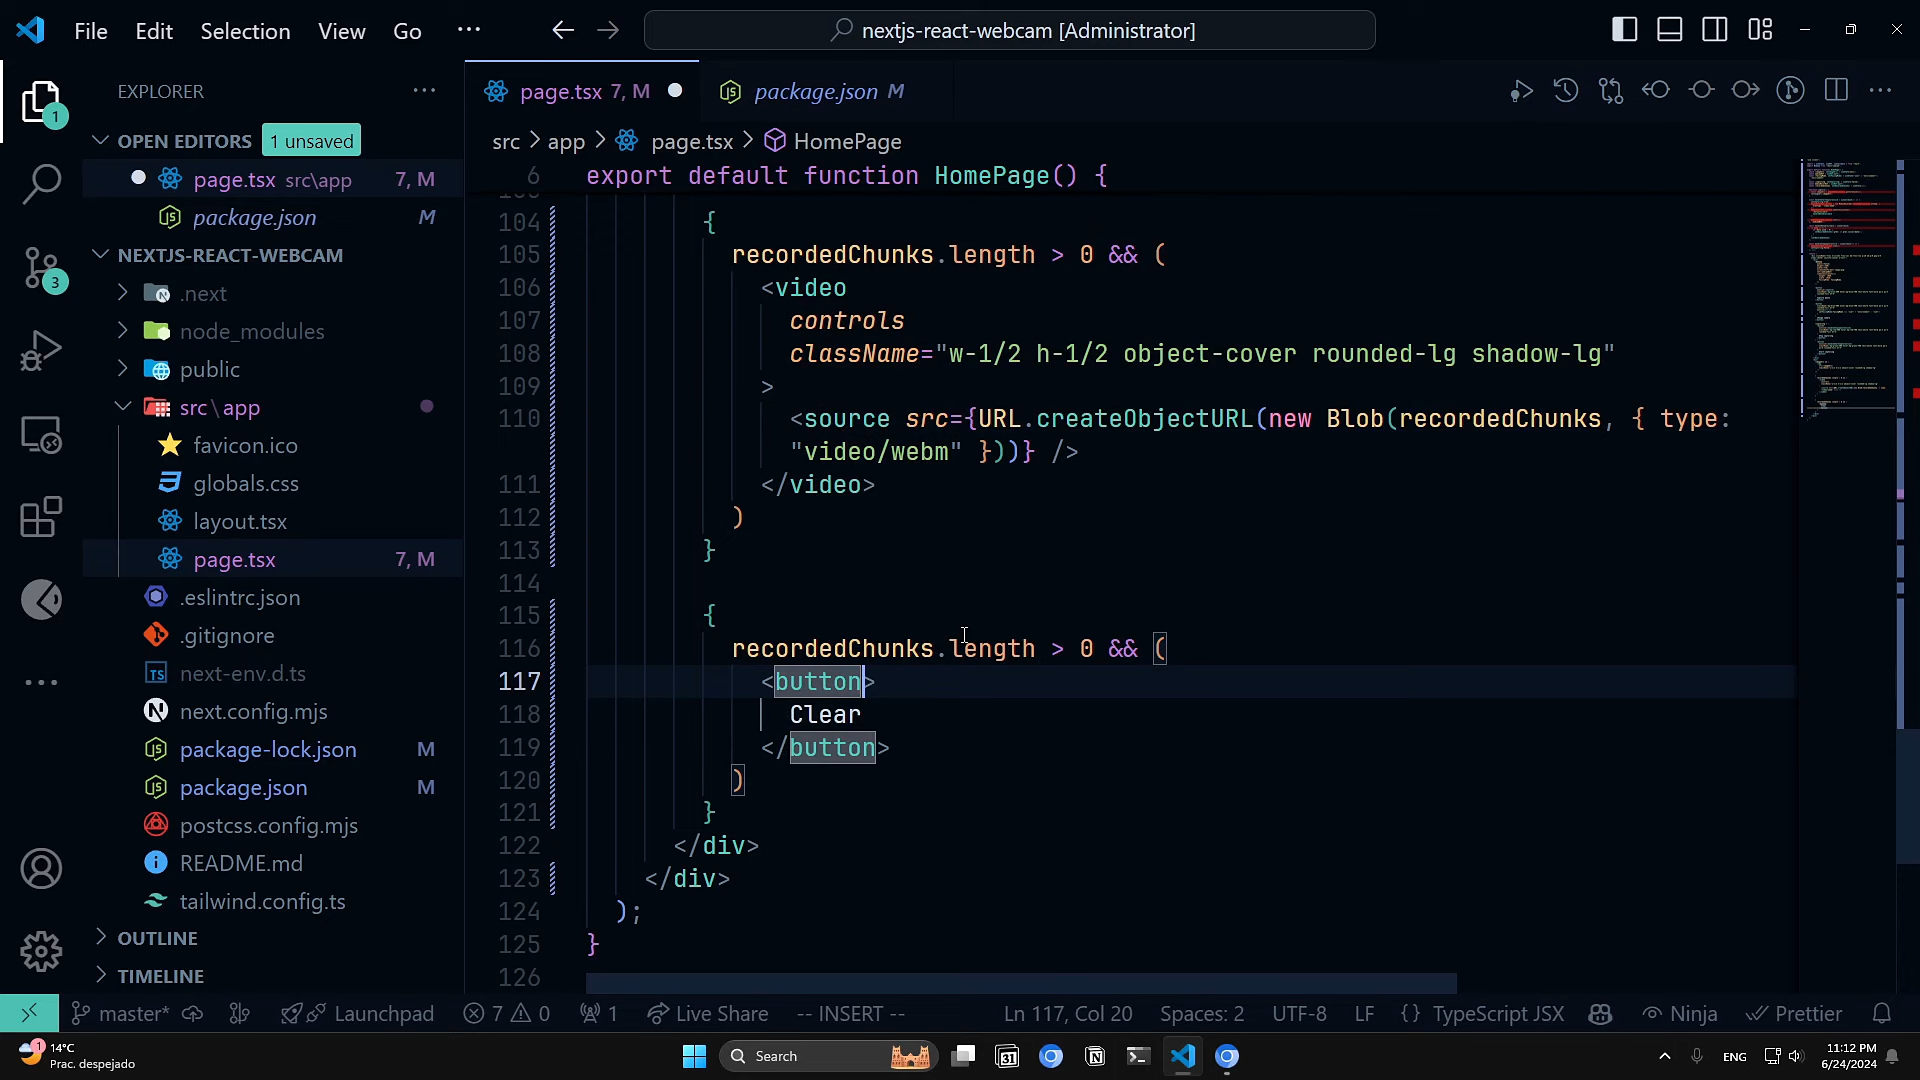 File Edit Selection View Go ···
nextjs-react-webcam [Administrator]
EXPLORER
OPEN EDITORS 1 unsaved
page.tsx src\app 7, M
package.json M
NEXTJS-REACT-WEBCAM
.next
node_modules
public
src\app
favicon.ico
globals.css
layout.tsx
page.tsx 7, M
.eslintrc.json
.gitignore
next-env.d.ts
next.config.mjs
package-lock.json M
package.json M
postcss.config.mjs
README.md
tailwind.config.ts
OUTLINE
TIMELINE
1
3
page.tsx 7, M
package.json M
src > app > page.tsx > HomePage
6 export default function HomePage() {
104 {
105 recordedChunks.length > 0 && (
106 <video
107 controls
108 className="w-1/2 h-1/2 object-cover rounded-lg shadow-lg"
109 >
110 <source src={URL.createObjectURL(new Blob(recordedChunks, { type:
"video/webm" }))} />
111 </video>
112 )
113 }
114
115 {
116 recordedChunks.length > 0 && (
117 <button>
118 Clear
119 </button>
120 )
121 }
122 </div>
123 </div>
124 );
125 }
126
master* Launchpad 7 0 1 Live Share -- INSERT -- Ln 117, Col 20 Spaces: 2 UTF-8 LF {} TypeScript JSX Ninja Prettier
1 14°C
Prac. despejado
Search
31
ENG
11:12 PM
6/24/2024